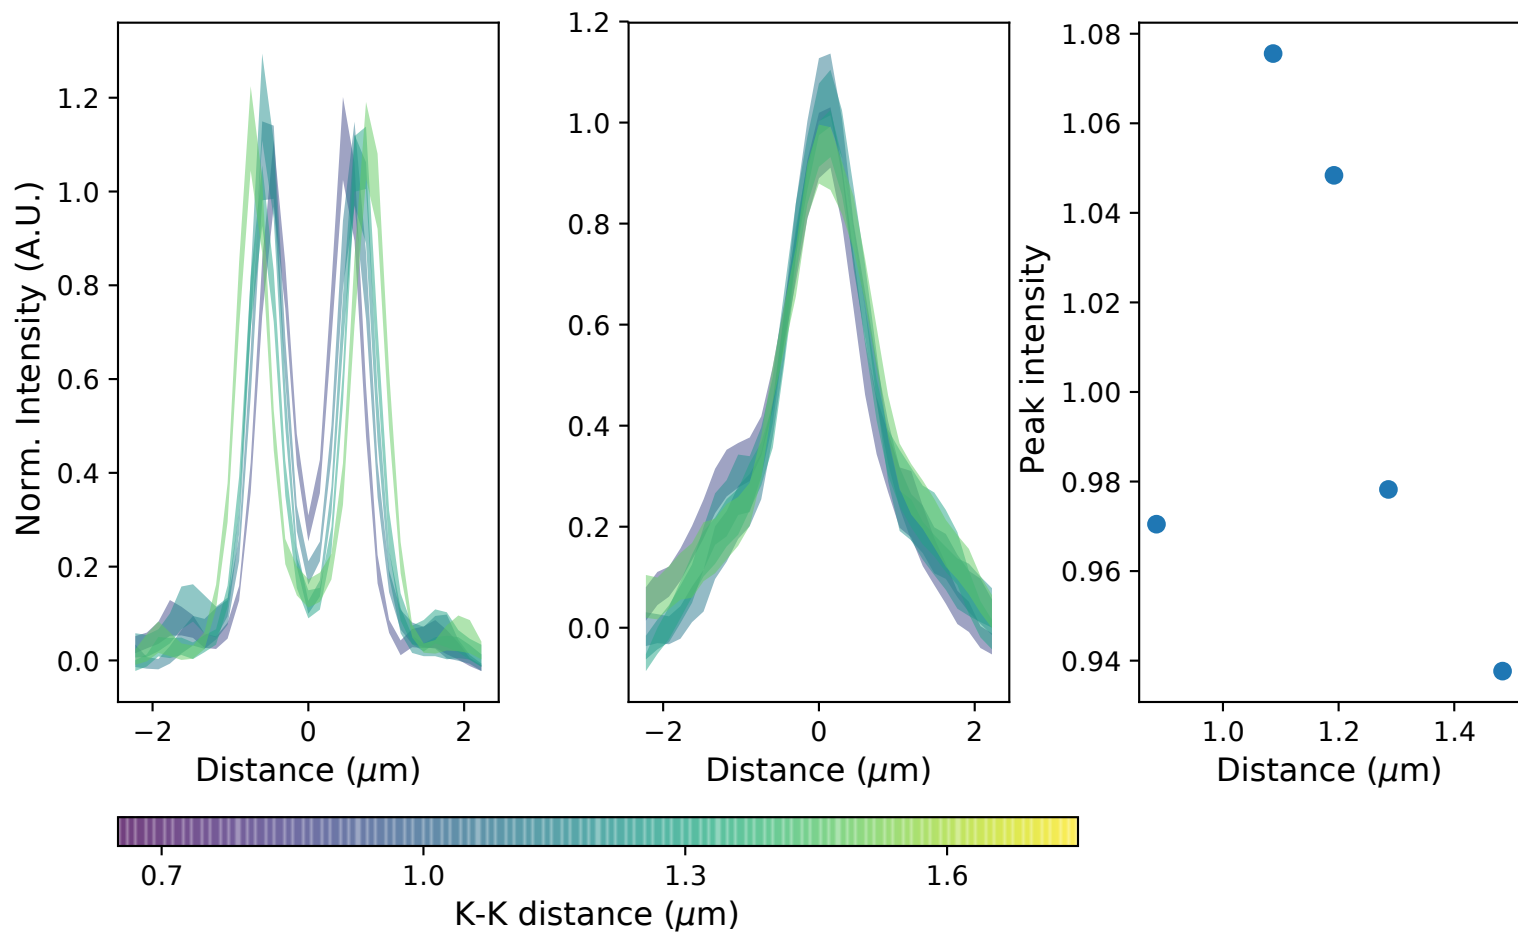 Norm. Intensity (A.U.)
1.2
1.0
0.8
0.6
0.4
0.2
0.0
−2 0 2
Distance (μm)
1.2
1.0
0.8
0.6
0.4
0.2
0.0
−2 0 2
Distance (μm)
Peak intensity
1.08
1.06
1.04
1.02
1.00
0.98
0.96
0.94
1.0 1.2 1.4
Distance (μm)
0.7 1.0 1.3 1.6
K-K distance (μm)